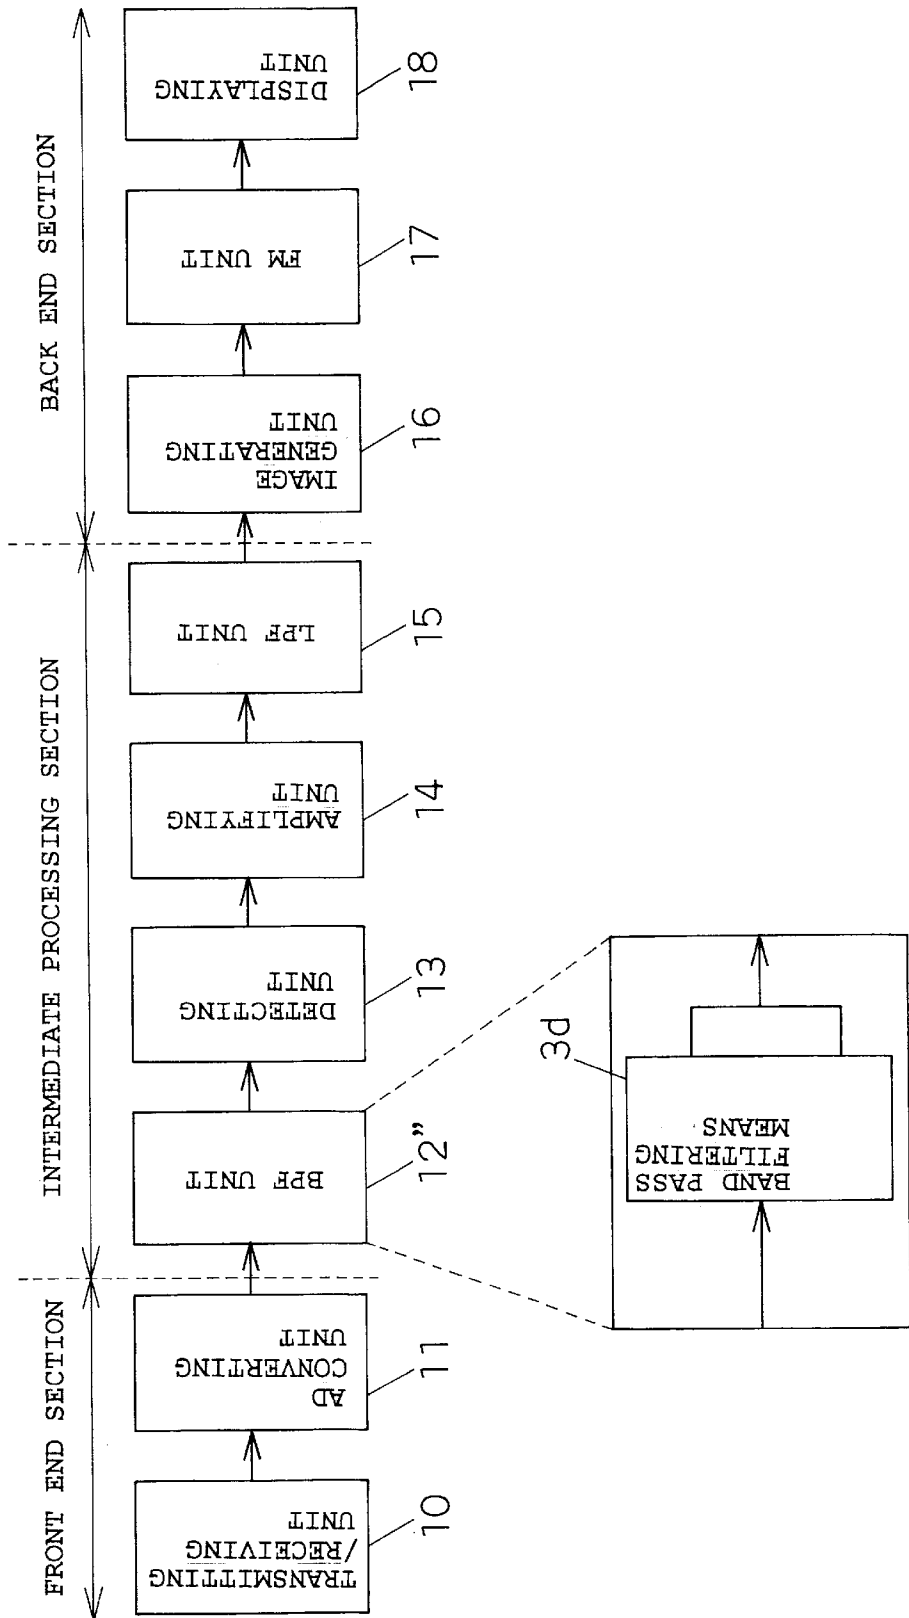 FRONT END SECTION
INTERMEDIATE PROCESSING SECTION
BACK END SECTION
TRANSMITTING
/RECEIVING
UNIT
10
AD
CONVERTING
UNIT
11
BPF UNIT
12"
DETECTING
UNIT
13
AMPLIFYING
UNIT
14
LPF UNIT
15
IMAGE
GENERATING
UNIT
16
FM UNIT
17
DISPLAYING
UNIT
18
3d
BAND PASS
FILTERING
MEANS